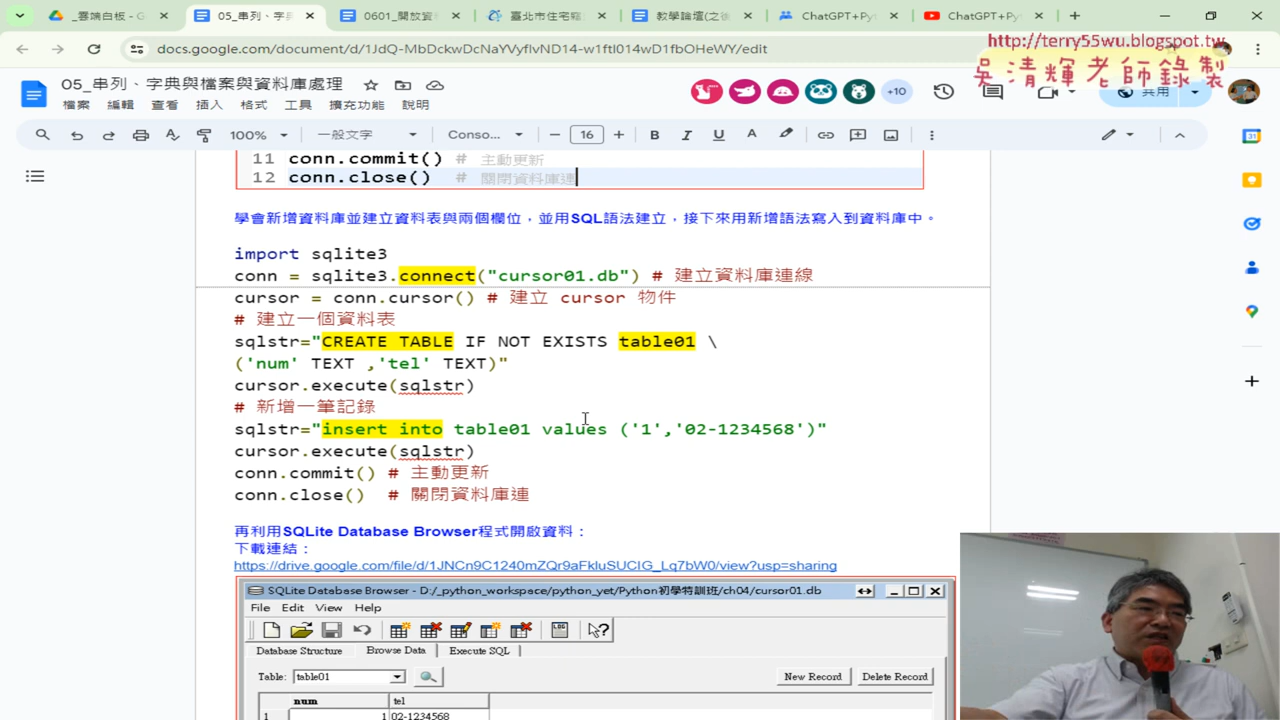 _雲端白板 - G
05_串列、字典
0601_開放資料
臺北市住宅竊
教學論壇(之後
ChatGPT+Py
ChatGPT+Py
docs.google.com/document/d/1JdQ-MbDckwDcNaYVyfIvND14-w1ftI014wD1fbOHeWY/edit
http://terry55wu.blogspot.tw
吳清輝老師錄製
05_串列、字典與檔案與資料庫處理
+10
共用
檔案 編輯 查看 插入 格式 工具 擴充功能 說明
100% 一般文字 Conso... 16 B I U A
11 conn.commit() # 主動更新
12 conn.close() # 關閉資料庫連
學會新增資料庫並建立資料表與兩個欄位，並用SQL語法建立，接下來用新增語法寫入到資料庫中。
import sqlite3
conn = sqlite3.connect("cursor01.db") # 建立資料庫連線
cursor = conn.cursor() # 建立 cursor 物件
# 建立一個資料表
sqlstr="CREATE TABLE IF NOT EXISTS table01 \
('num' TEXT ,'tel' TEXT)"
cursor.execute(sqlstr)
# 新增一筆記錄
sqlstr="insert into table01 values ('1','02-1234568')"
cursor.execute(sqlstr)
conn.commit() # 主動更新
conn.close() # 關閉資料庫連
再利用SQLite Database Browser程式開啟資料：
下載連結：
https://drive.google.com/file/d/1JNCn9C1240mZQr9aFkluSUCIG_Lq7bW0/view?usp=sharing
SQLite Database Browser - D:/_python_workspace/python_yet/Python初學特訓班/ch04/cursor01.db
File Edit View Help
Database Structure Browse Data Execute SQL
Table: table01 New Record Delete Record
num tel
1 1 02-1234568